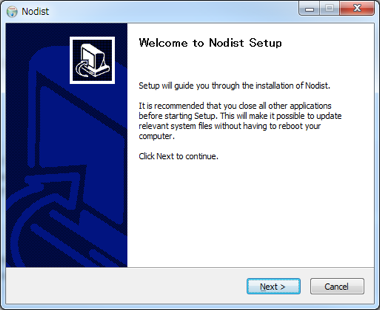 Nodist
Welcome to Nodist Setup
Setup will guide you through the installation of Nodist.
It is recommended that you close all other applications
before starting Setup. This will make it possible to update
relevant system files without having to reboot your
computer.
Click Next to continue.
Next >
Cancel